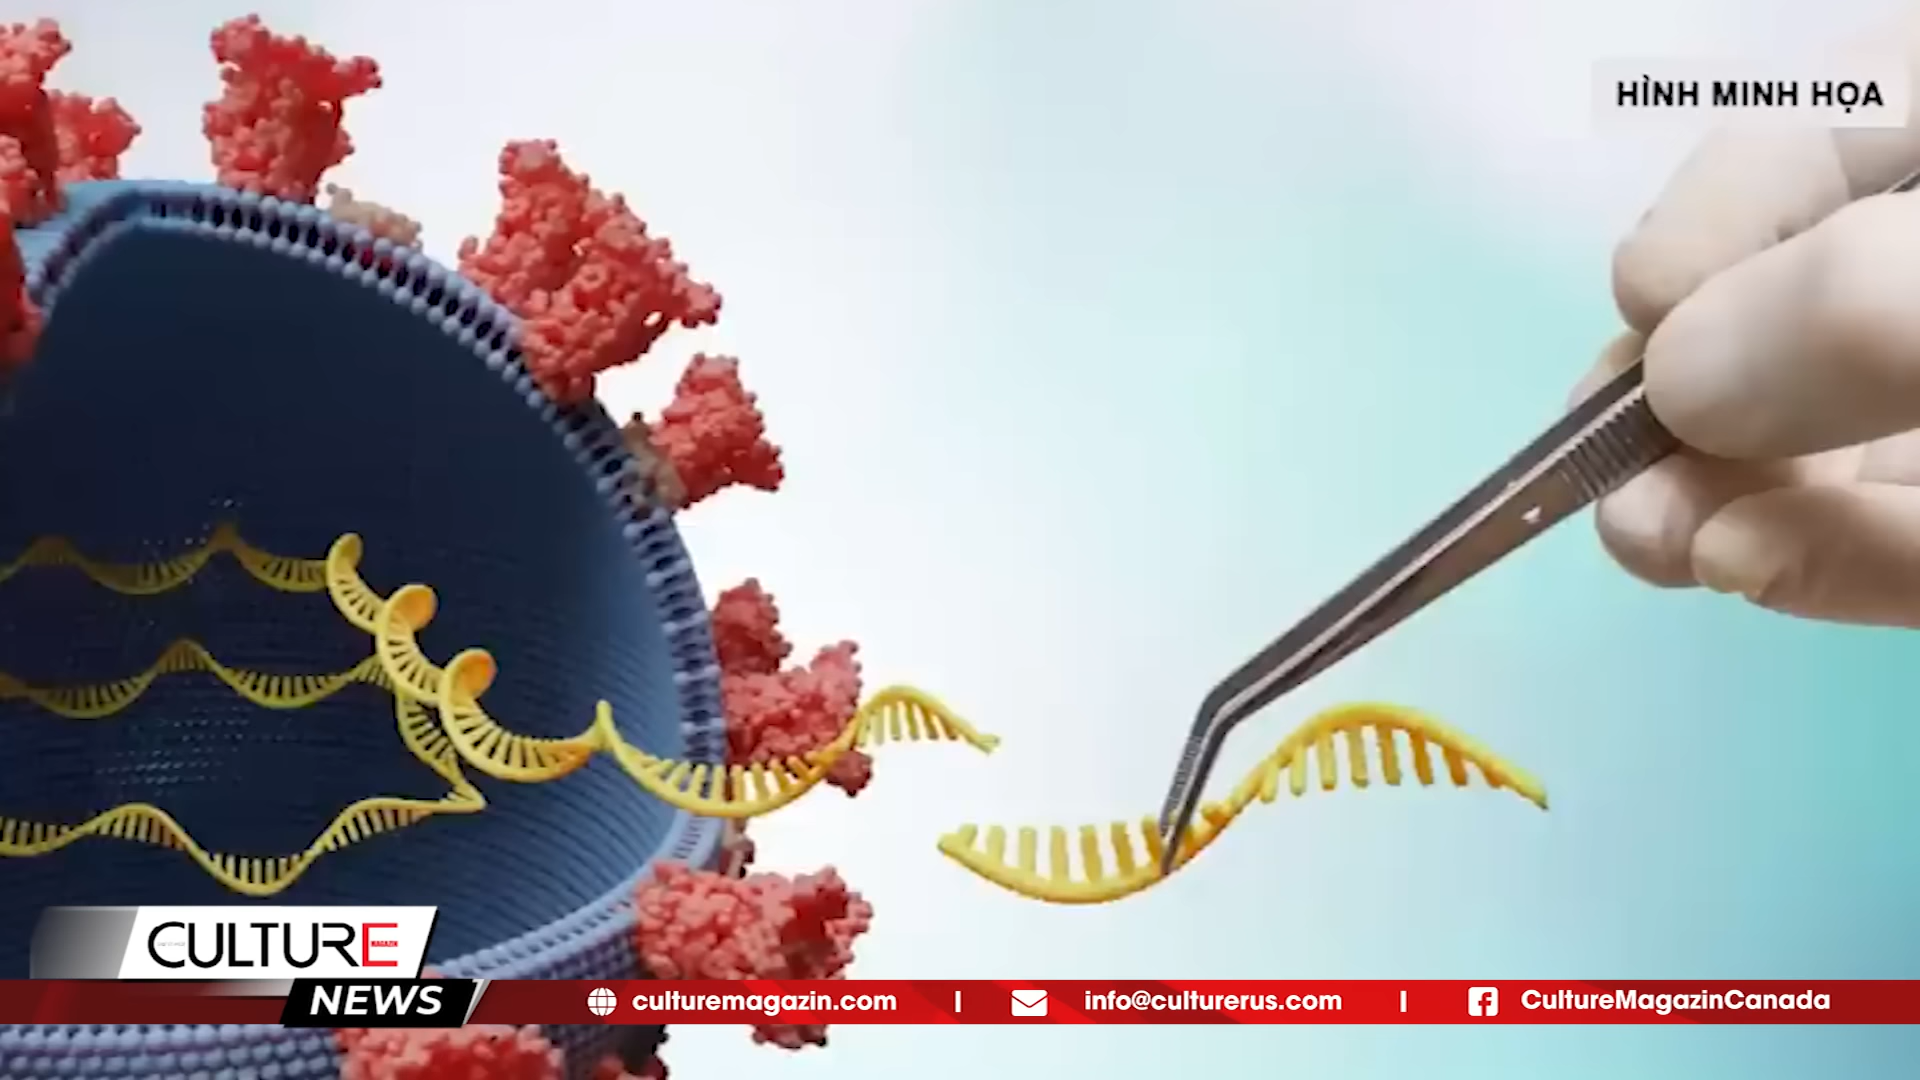 HÌNH MINH HỌA
CULTURE
MAGAZIN
NEWS
culturemagazin.com | info@culturerus.com | CultureMagazinCanada